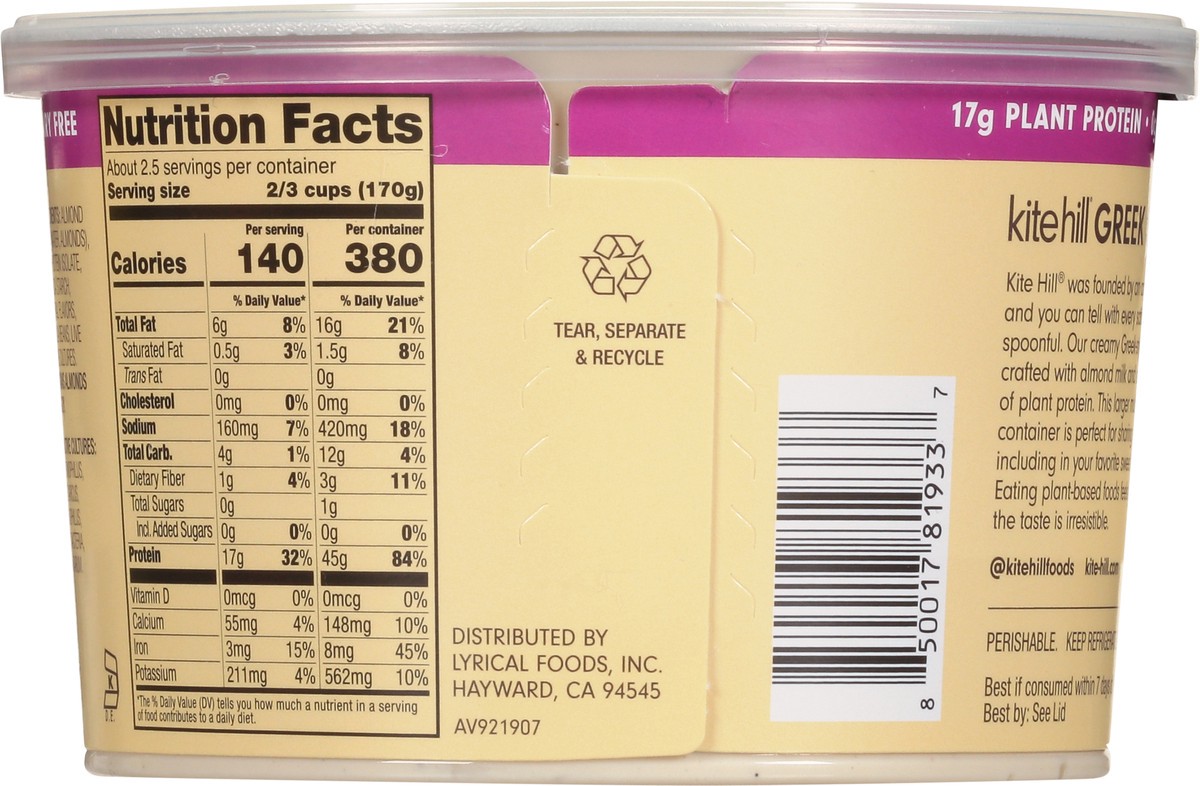 FREE
ALMOND
ALMONDS),
ISOLATE,
LIVE
ALMONDS
CULTURES:
Nutrition Facts
About 2.5 servings per container
Serving size 2/3 cups (170g)
Per serving Per container
Calories 140 380
% Daily Value* % Daily Value*
Total Fat 6g 8% 16g 21%
Saturated Fat 0.5g 3% 1.5g 8%
Trans Fat 0g 0g
Cholesterol 0mg 0% 0mg 0%
Sodium 160mg 7% 420mg 18%
Total Carb. 4g 1% 12g 4%
Dietary Fiber 1g 4% 3g 11%
Total Sugars 0g 1g
Incl. Added Sugars 0g 0% 0g 0%
Protein 17g 32% 45g 84%
Vitamin D 0mcg 0% 0mcg 0%
Calcium 55mg 4% 148mg 10%
Iron 3mg 15% 8mg 45%
Potassium 211mg 4% 562mg 10%
*The % Daily Value (DV) tells you how much a nutrient in a serving
of food contributes to a daily diet.
D.E.
TEAR, SEPARATE
& RECYCLE
DISTRIBUTED BY
LYRICAL FOODS, INC.
HAYWARD, CA 94545
AV921907
8 50017 81933 7
17g PLANT PROTEIN •
kite hill GREEK
Kite Hill® was founded by
and you can tell with every
spoonful. Our creamy Greek-
crafted with almond milk and
of plant protein. This larger
container is perfect for
including in your favorite
Eating plant-based foods
the taste is irresistible.
@kitehillfoods kite-hill.com
PERISHABLE. KEEP
Best if consumed within 7 days
Best by: See Lid